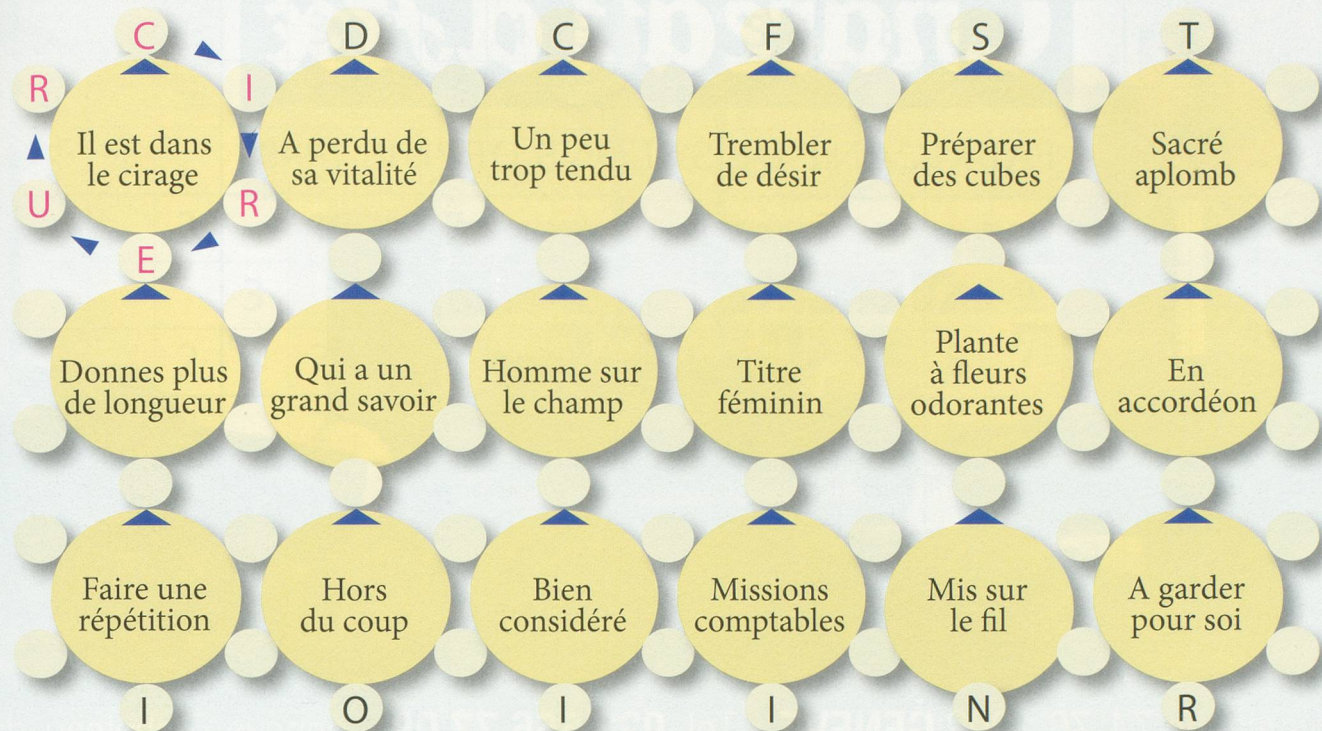 C D C F S T
R I
Il est dans
le cirage
A perdu de
sa vitalité
Un peu
trop tendu
Trembler
de désir
Préparer
des cubes
Sacré
aplomb
U R
E
Donnes plus
de longueur
Qui a un
grand savoir
Homme sur
le champ
Titre
féminin
Plante
à fleurs
odorantes
En
accordéon
Faire une
répétition
Hors
du coup
Bien
considéré
Missions
comptables
Mis sur
le fil
A garder
pour soi
I O I I N R